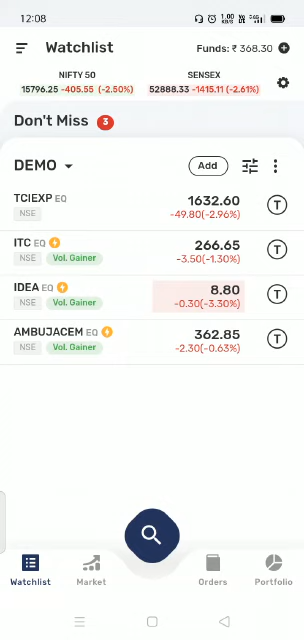 12:08
1.00 KB/s
Watchlist
Funds: ₹ 368.30
NIFTY 50
15796.25 -405.55 (-2.50%)
SENSEX
52888.33 -1415.11 (-2.61%)
Don't Miss 3
DEMO
Add
TCIEXP EQ
1632.60
NSE
-49.80(-2.96%)
T
ITC EQ
266.65
NSE Vol. Gainer
-3.50(-1.30%)
T
IDEA EQ
8.80
NSE Vol. Gainer
-0.30(-3.30%)
T
AMBUJACEM EQ
362.85
NSE Vol. Gainer
-2.30(-0.63%)
T
Watchlist
Market
Orders
Portfolio